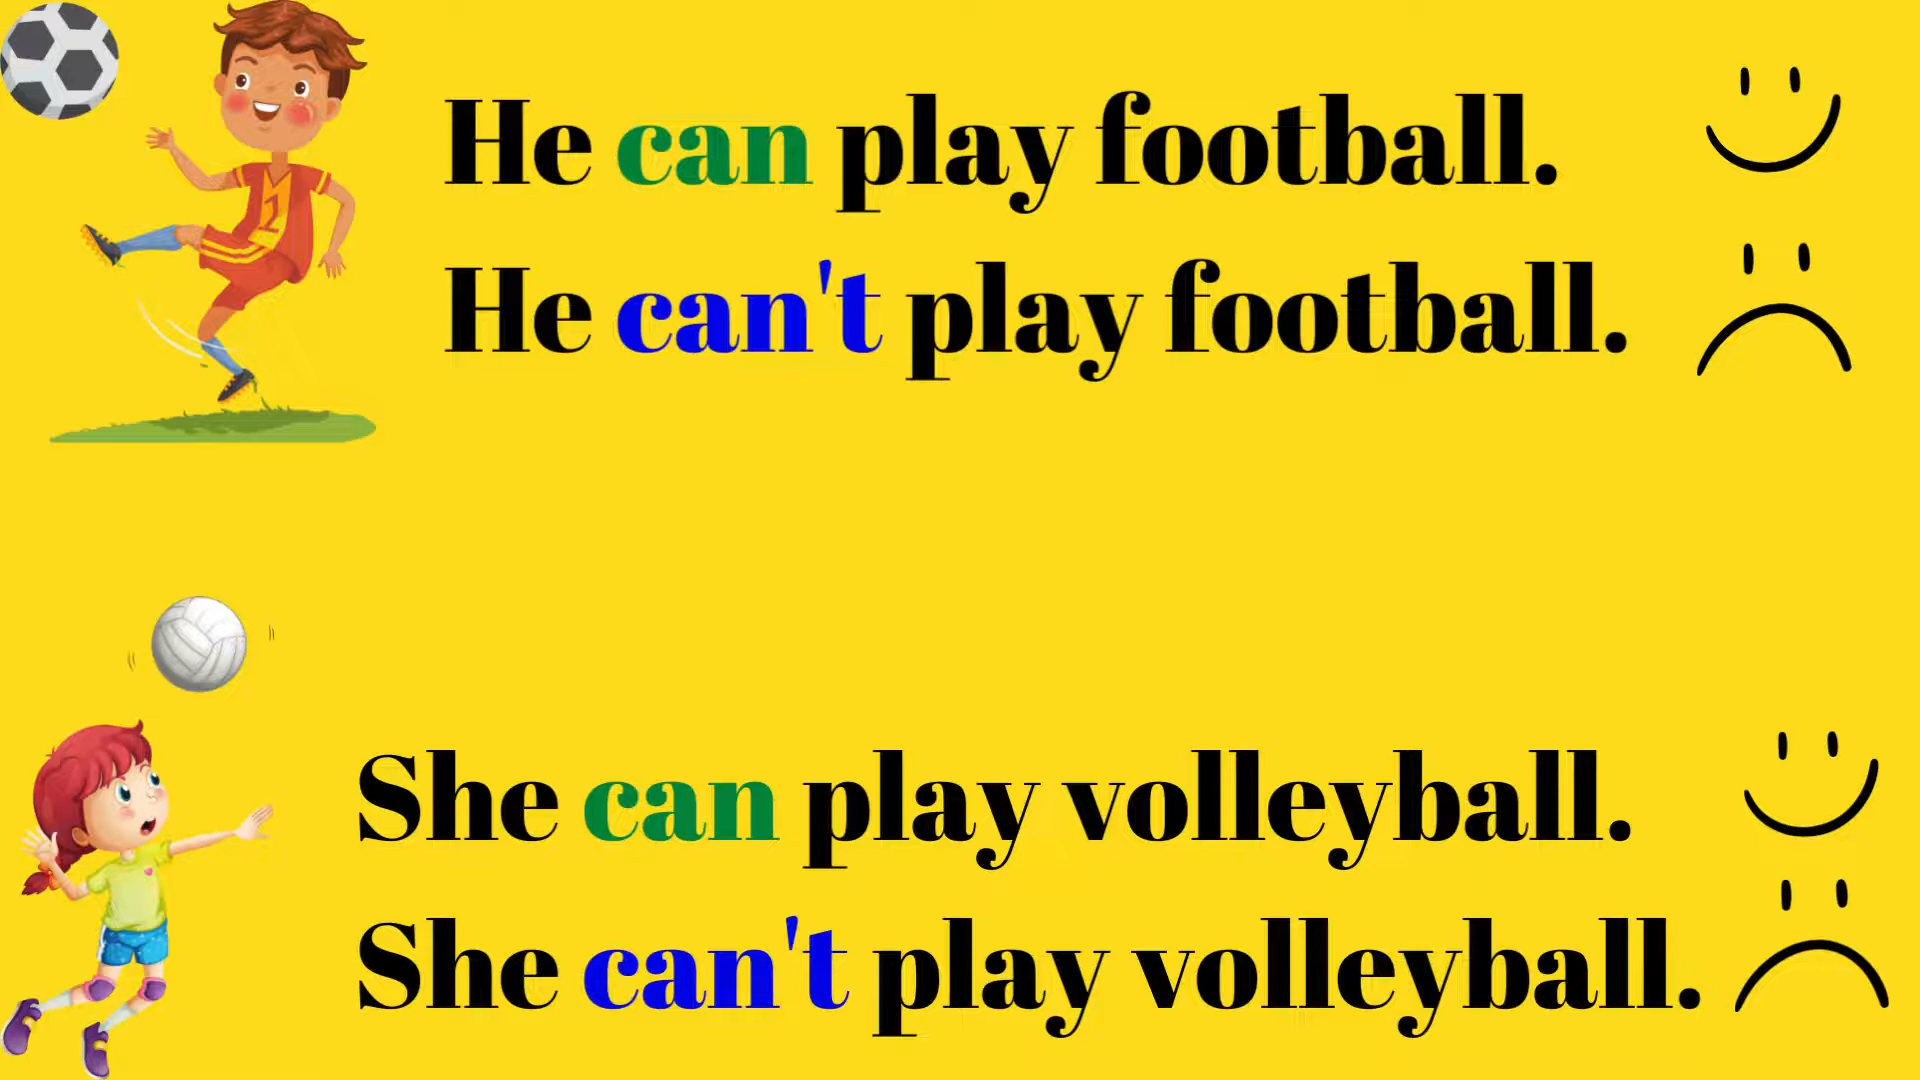 He can play football.
He can't play football.
She can play volleyball.
She can't play volleyball.